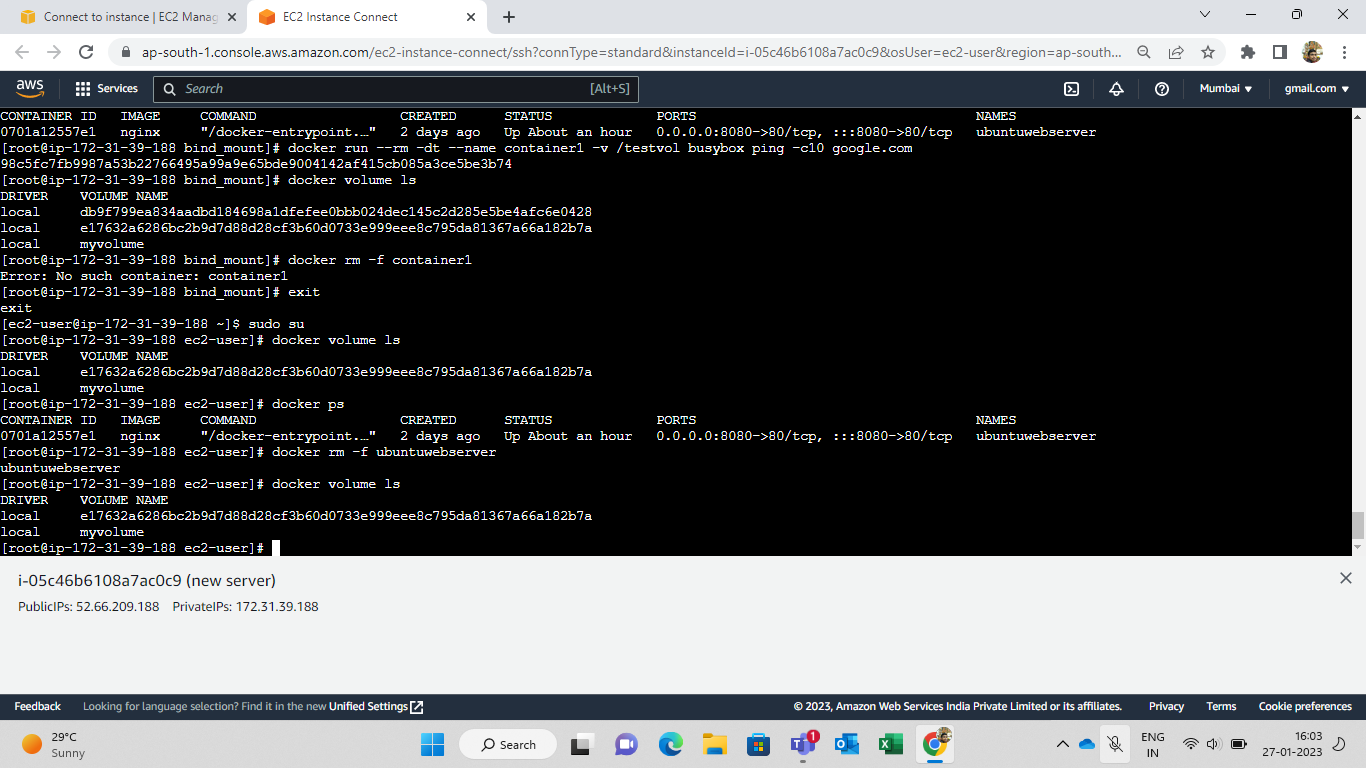 Connect to instance | EC2 Manag
EC2 Instance Connect
ap-south-1.console.aws.amazon.com/ec2-instance-connect/ssh?connType=standard&instanceId=i-05c46b6108a7ac0c9&osUser=ec2-user&region=ap-south...
aws Services Search [Alt+S] Mumbai gmail.com
CONTAINER ID IMAGE COMMAND CREATED STATUS PORTS NAMES
0701a12557e1 nginx "/docker-entrypoint.…" 2 days ago Up About an hour 0.0.0.0:8080->80/tcp, :::8080->80/tcp ubuntuwebserver
[root@ip-172-31-39-188 bind_mount]# docker run --rm -dt --name container1 -v /testvol busybox ping -c10 google.com
98c5fc7fb9987a53b22766495a99a9e65bde9004142af415cb085a3ce5be3b74
[root@ip-172-31-39-188 bind_mount]# docker volume ls
DRIVER VOLUME NAME
local db9f799ea834aadbd184698a1dfefee0bbb024dec145c2d285e5be4afc6e0428
local e17632a6286bc2b9d7d88d28cf3b60d0733e999eee8c795da81367a66a182b7a
local myvolume
[root@ip-172-31-39-188 bind_mount]# docker rm -f container1
Error: No such container: container1
[root@ip-172-31-39-188 bind_mount]# exit
exit
[ec2-user@ip-172-31-39-188 ~]$ sudo su
[root@ip-172-31-39-188 ec2-user]# docker volume ls
DRIVER VOLUME NAME
local e17632a6286bc2b9d7d88d28cf3b60d0733e999eee8c795da81367a66a182b7a
local myvolume
[root@ip-172-31-39-188 ec2-user]# docker ps
CONTAINER ID IMAGE COMMAND CREATED STATUS PORTS NAMES
0701a12557e1 nginx "/docker-entrypoint.…" 2 days ago Up About an hour 0.0.0.0:8080->80/tcp, :::8080->80/tcp ubuntuwebserver
[root@ip-172-31-39-188 ec2-user]# docker rm -f ubuntuwebserver
ubuntuwebserver
[root@ip-172-31-39-188 ec2-user]# docker volume ls
DRIVER VOLUME NAME
local e17632a6286bc2b9d7d88d28cf3b60d0733e999eee8c795da81367a66a182b7a
local myvolume
[root@ip-172-31-39-188 ec2-user]#
i-05c46b6108a7ac0c9 (new server)
PublicIPs: 52.66.209.188 PrivateIPs: 172.31.39.188
Feedback Looking for language selection? Find it in the new Unified Settings © 2023, Amazon Web Services India Private Limited or its affiliates. Privacy Terms Cookie preferences
29°C
Sunny
Search
1
ENG
IN
16:03
27-01-2023